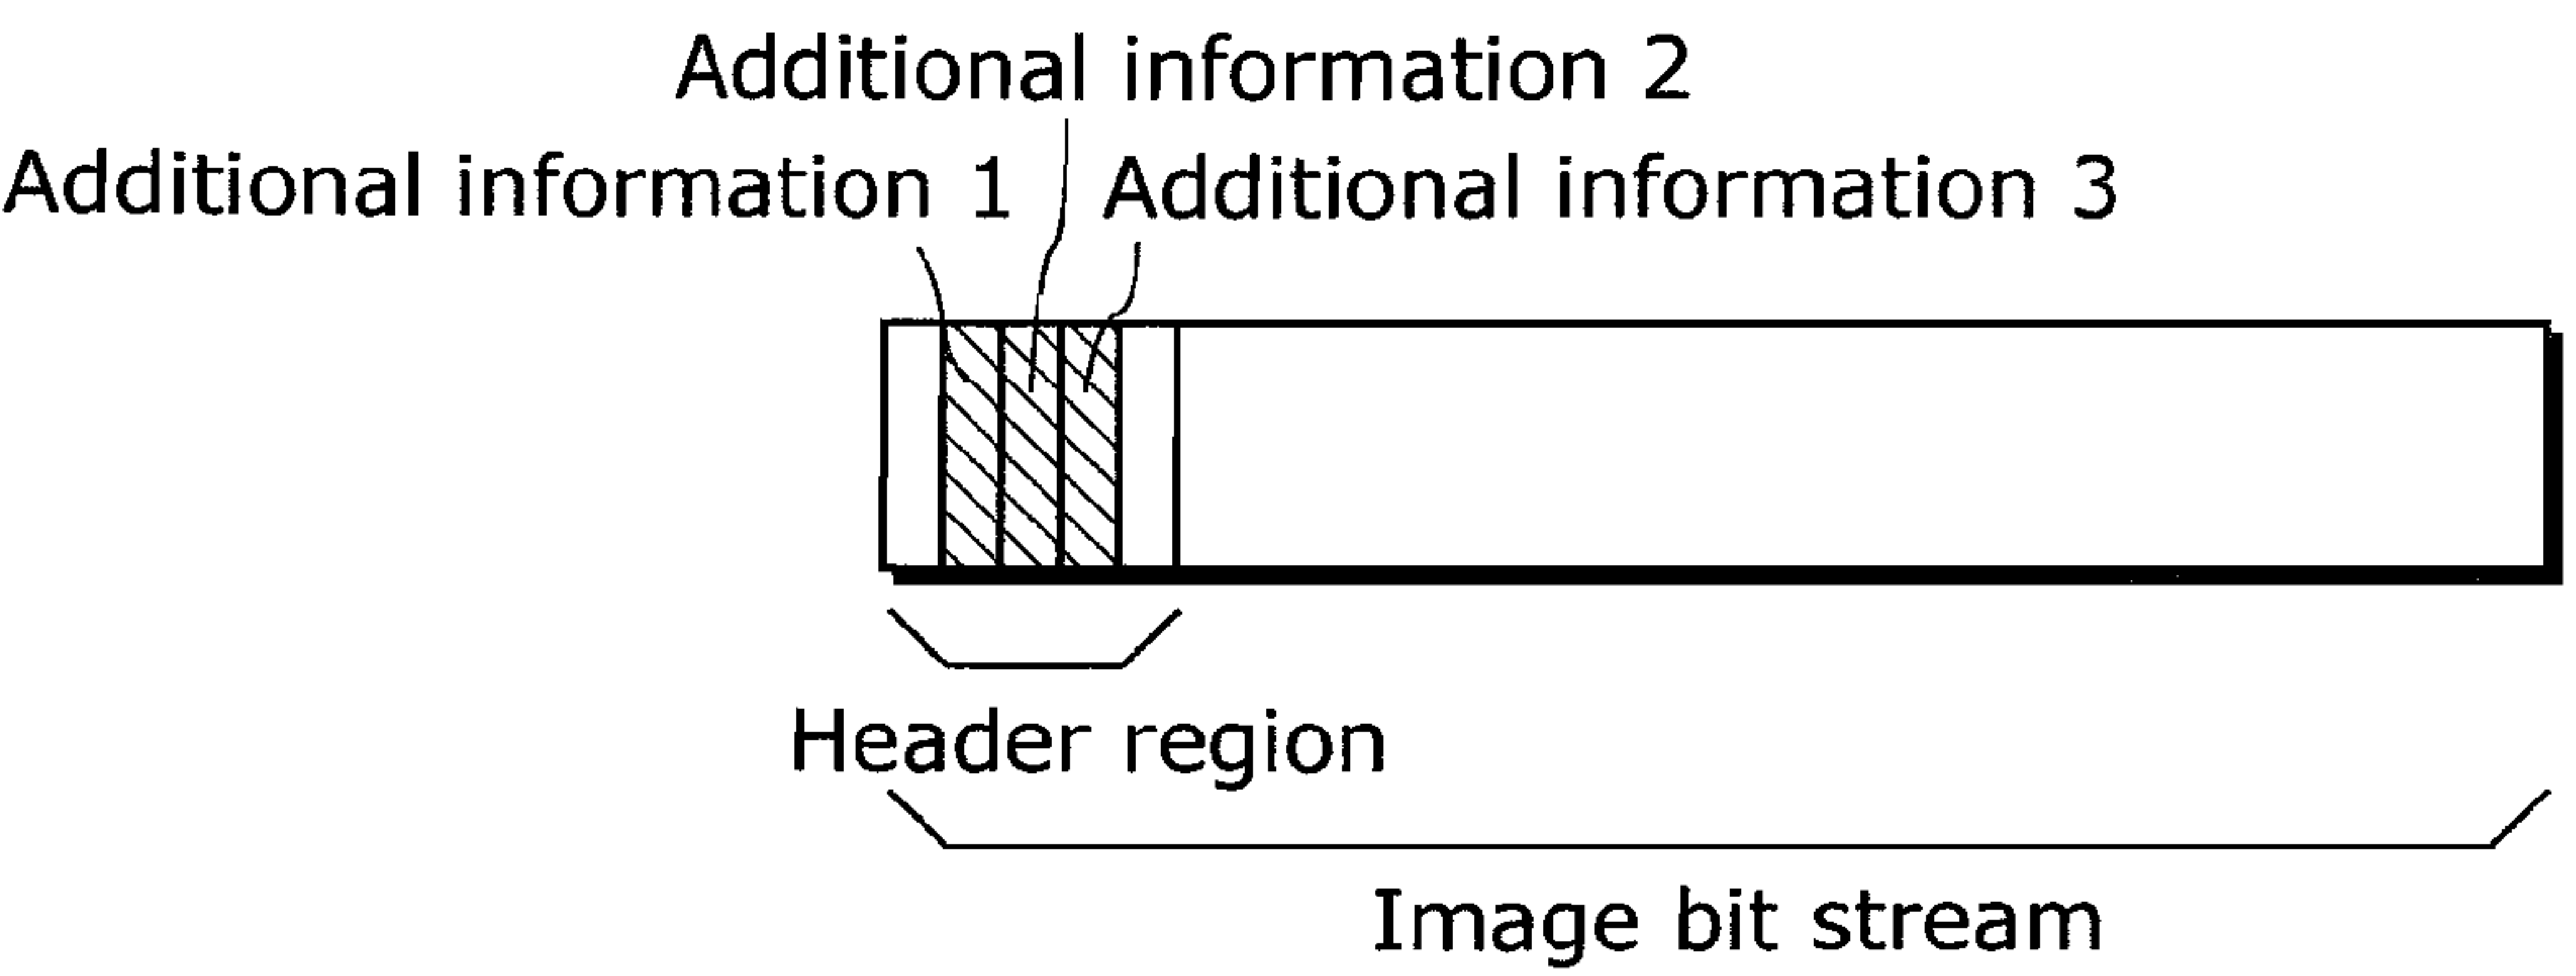 Additional information 2
Additional information 1
Additional information 3
Header region
Image bit stream